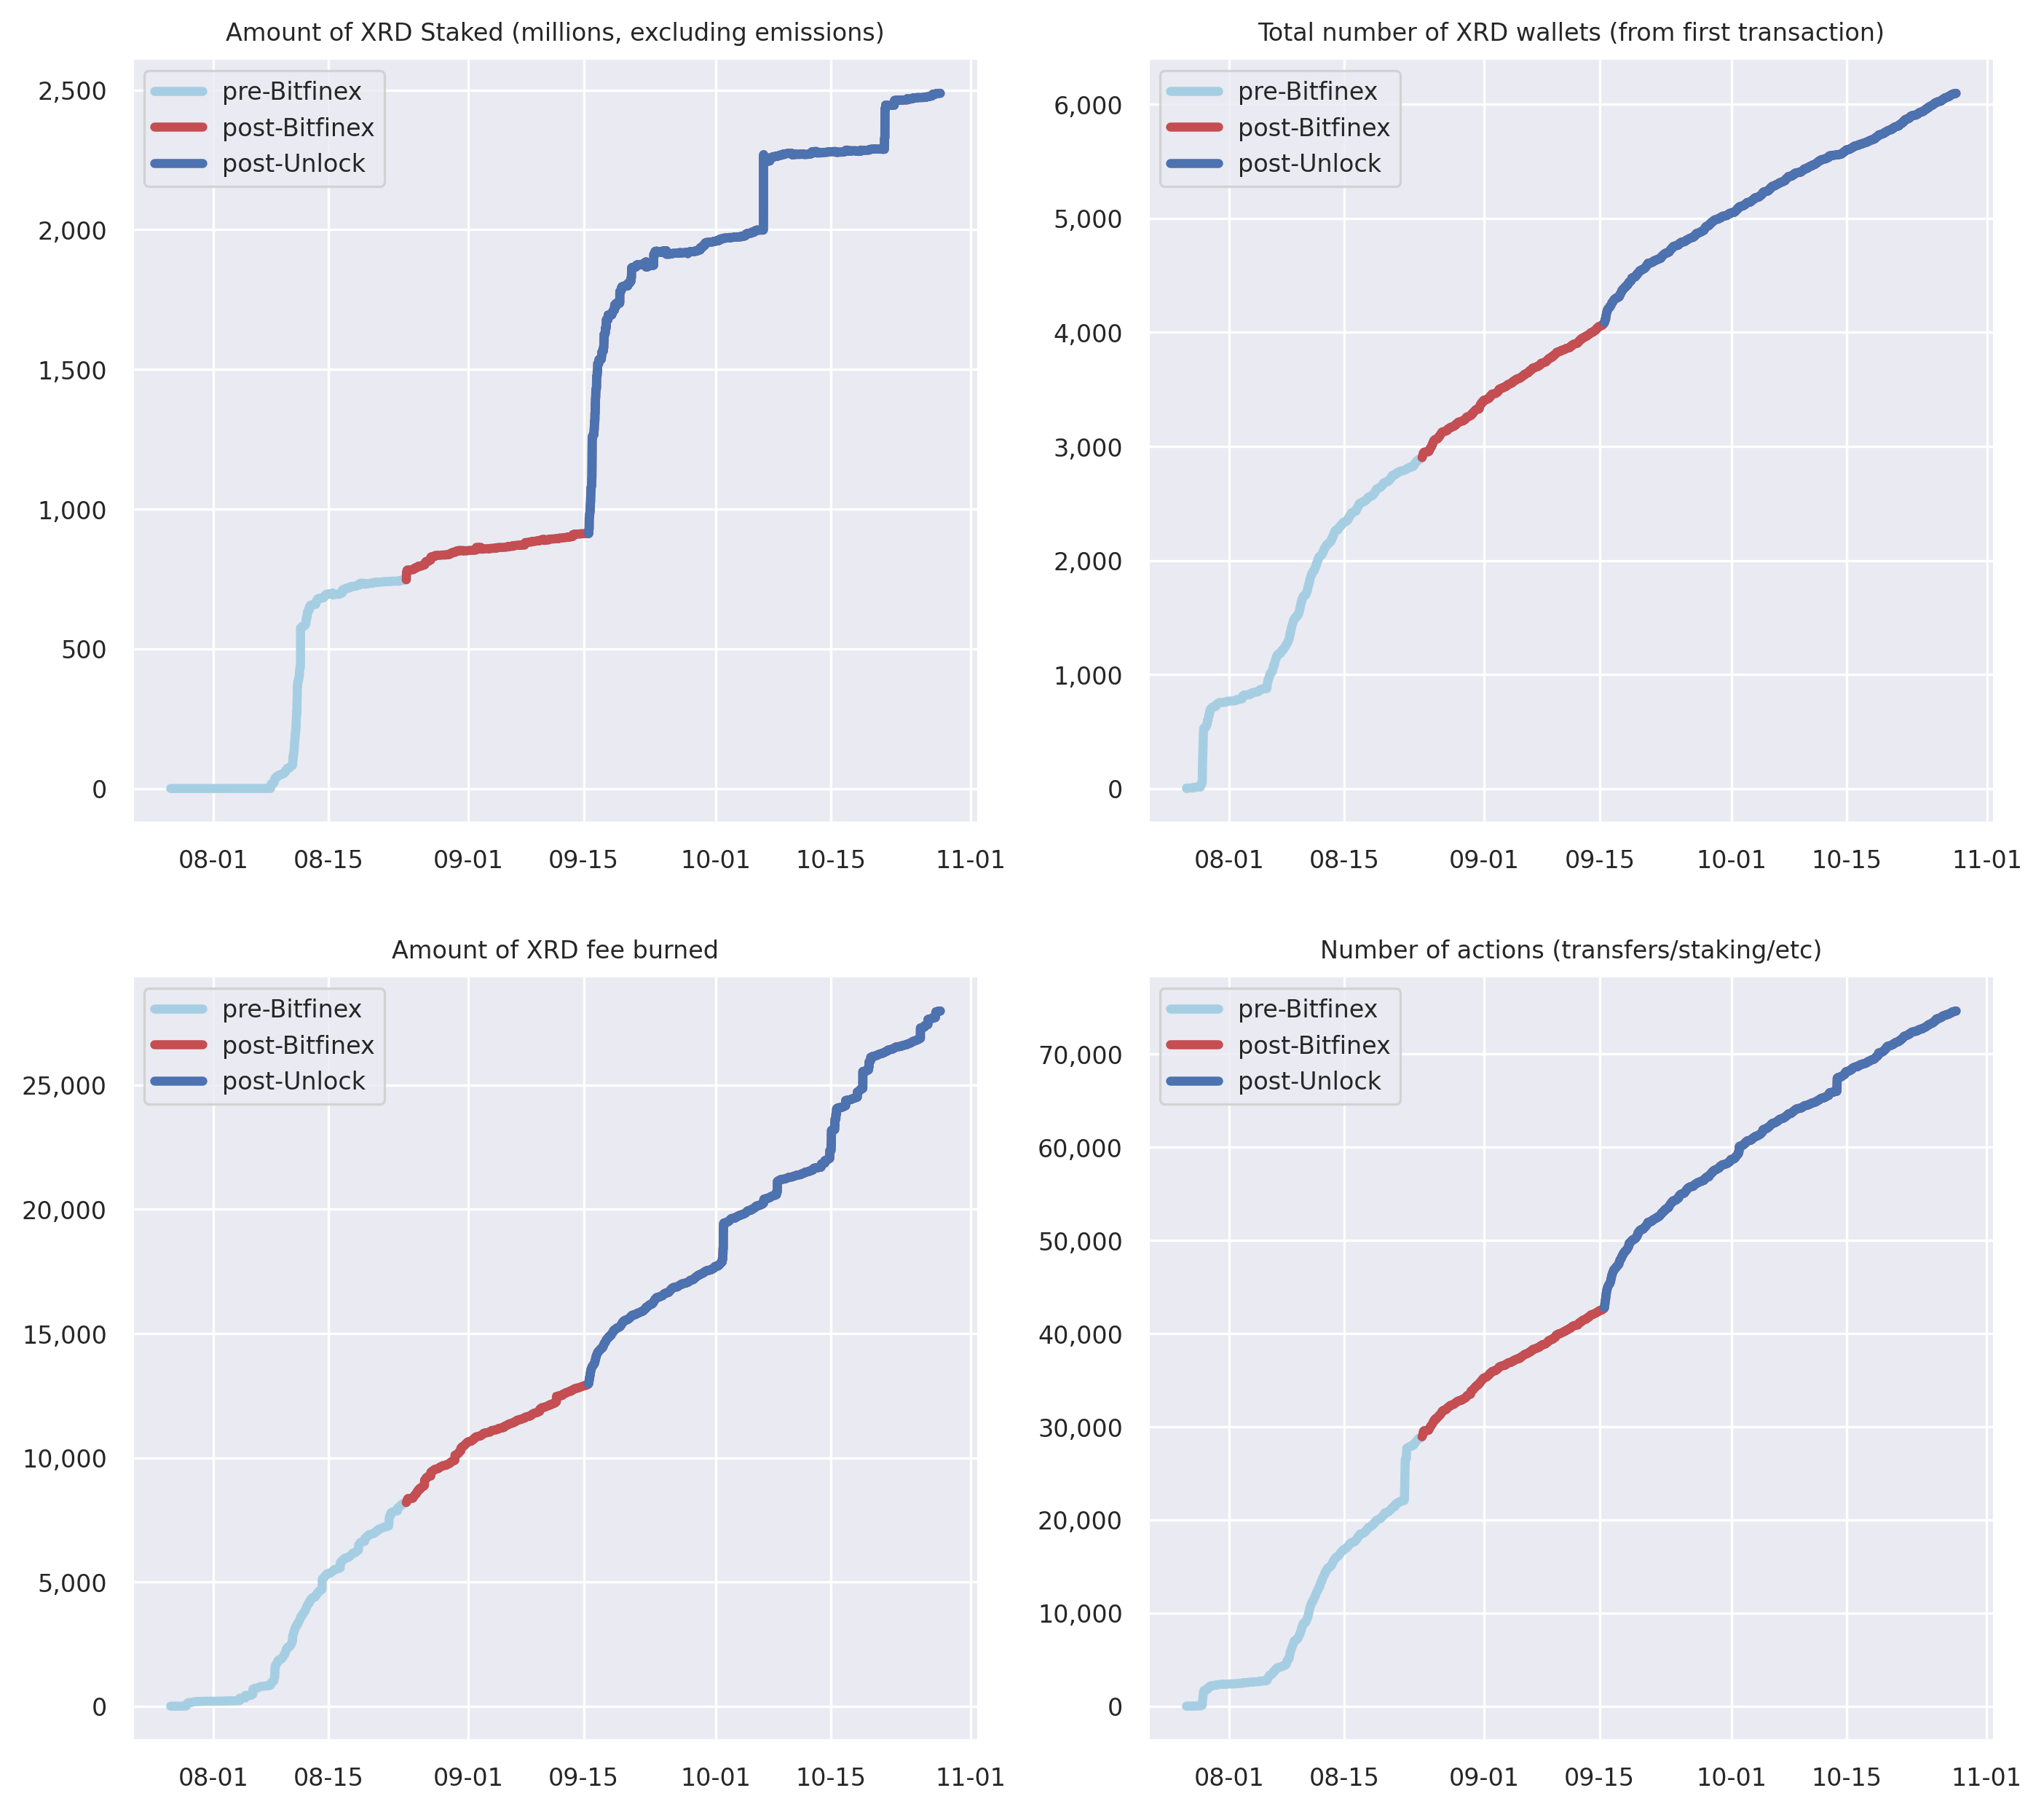 Amount of XRD Staked (millions, excluding emissions)
pre-Bitfinex
post-Bitfinex
post-Unlock
2,500
2,000
1,500
1,000
500
0
08-01 08-15 09-01 09-15 10-01 10-15 11-01
Total number of XRD wallets (from first transaction)
pre-Bitfinex
post-Bitfinex
post-Unlock
6,000
5,000
4,000
3,000
2,000
1,000
0
08-01 08-15 09-01 09-15 10-01 10-15 11-01
Amount of XRD fee burned
pre-Bitfinex
post-Bitfinex
post-Unlock
25,000
20,000
15,000
10,000
5,000
0
08-01 08-15 09-01 09-15 10-01 10-15 11-01
Number of actions (transfers/staking/etc)
pre-Bitfinex
post-Bitfinex
post-Unlock
70,000
60,000
50,000
40,000
30,000
20,000
10,000
0
08-01 08-15 09-01 09-15 10-01 10-15 11-01